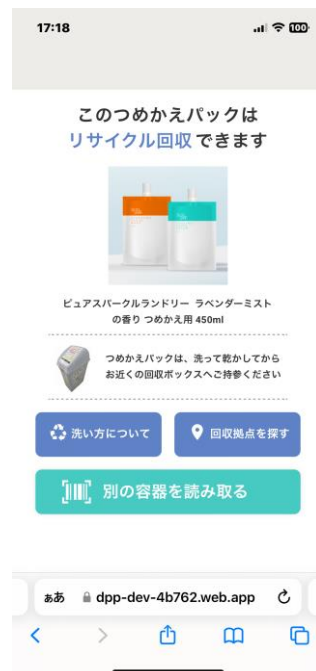 17:18
100
このつめかえパックは
リサイクル回収 できます
ピュアスパークルランドリー ラベンダーミスト
の香り つめかえ用 450ml
つめかえパックは、洗って乾かしてから
お近くの回収ボックスへご持参ください
洗い方について
回収拠点を探す
別の容器を読み取る
ぁあ dpp-dev-4b762.web.app